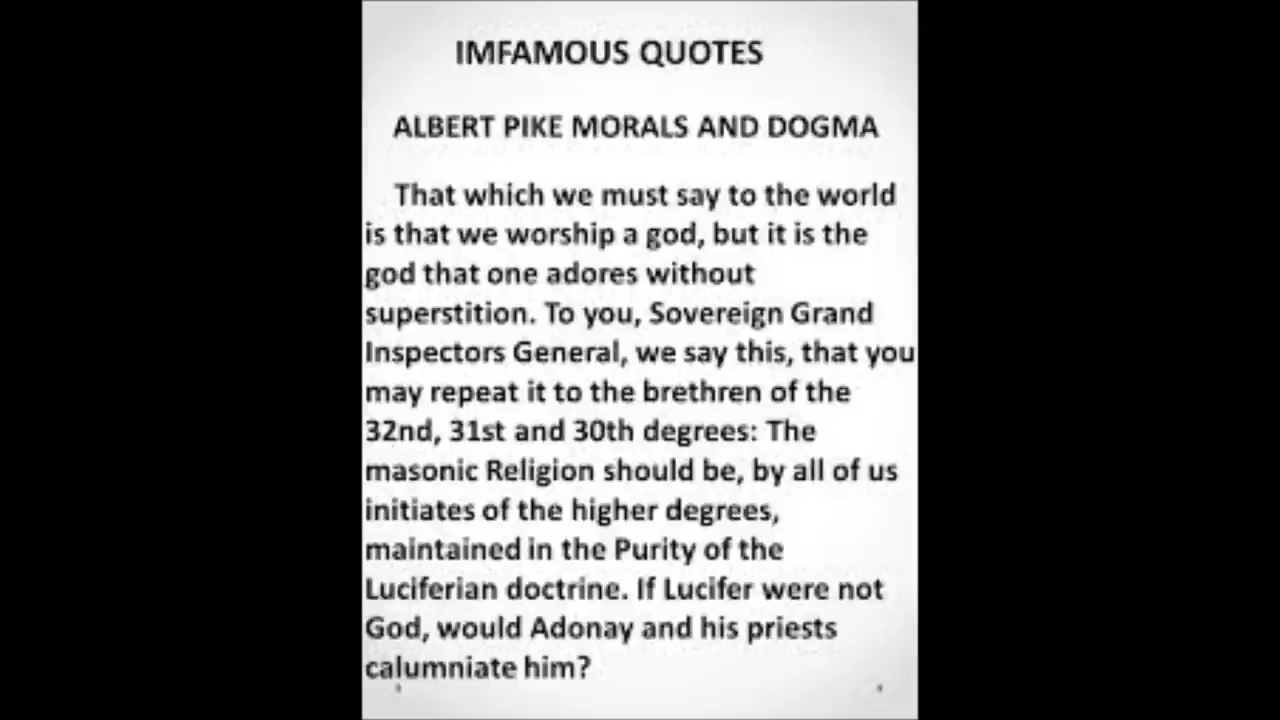 IMFAMOUS QUOTES
ALBERT PIKE MORALS AND DOGMA
That which we must say to the world
is that we worship a god, but it is the
god that one adores without
superstition. To you, Sovereign Grand
Inspectors General, we say this, that you
may repeat it to the brethren of the
32nd, 31st and 30th degrees: The
masonic Religion should be, by all of us
initiates of the higher degrees,
maintained in the Purity of the
Luciferian doctrine. If Lucifer were not
God, would Adonay and his priests
calumniate him?